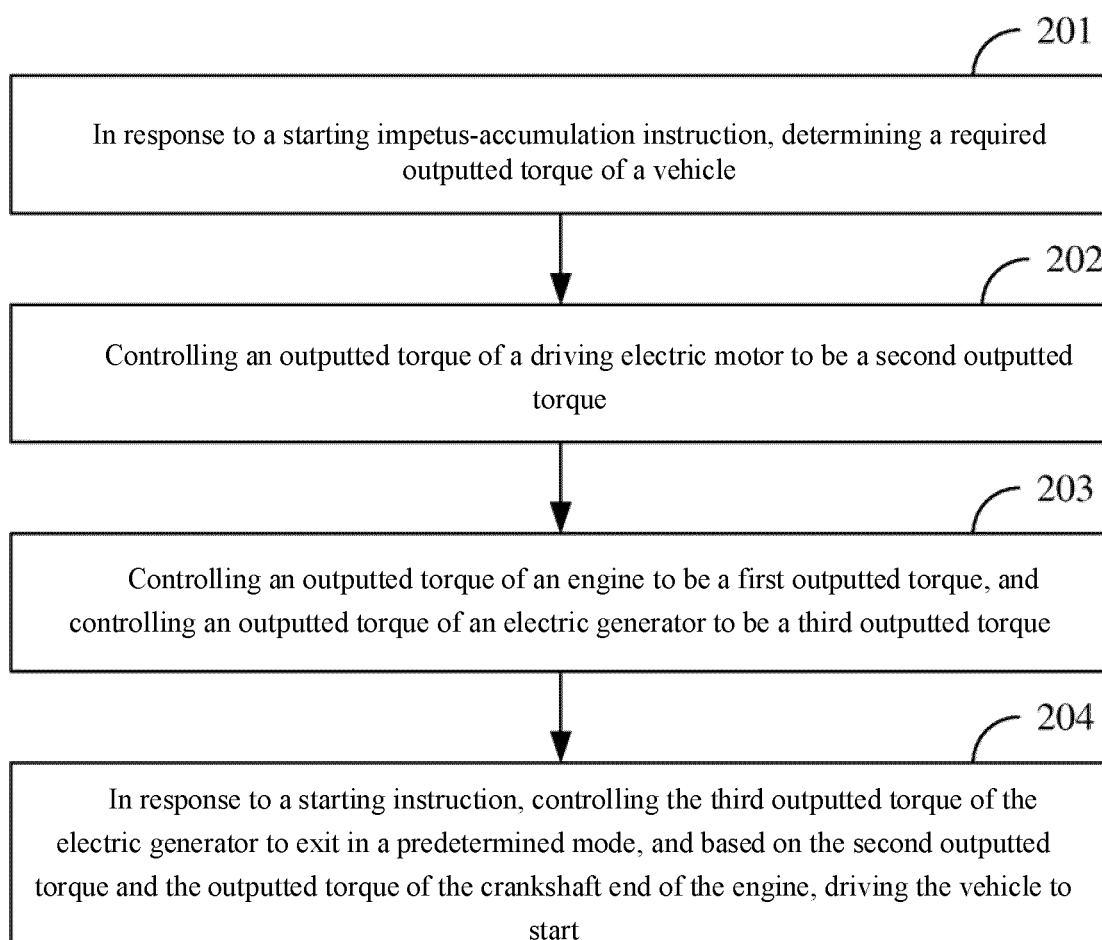 201
In response to a starting impetus-accumulation instruction, determining a required
outputted torque of a vehicle
202
Controlling an outputted torque of a driving electric motor to be a second outputted
torque
203
Controlling an outputted torque of an engine to be a first outputted torque, and
controlling an outputted torque of an electric generator to be a third outputted torque
204
In response to a starting instruction, controlling the third outputted torque of the
electric generator to exit in a predetermined mode, and based on the second outputted
torque and the outputted torque of the crankshaft end of the engine, driving the vehicle to
start